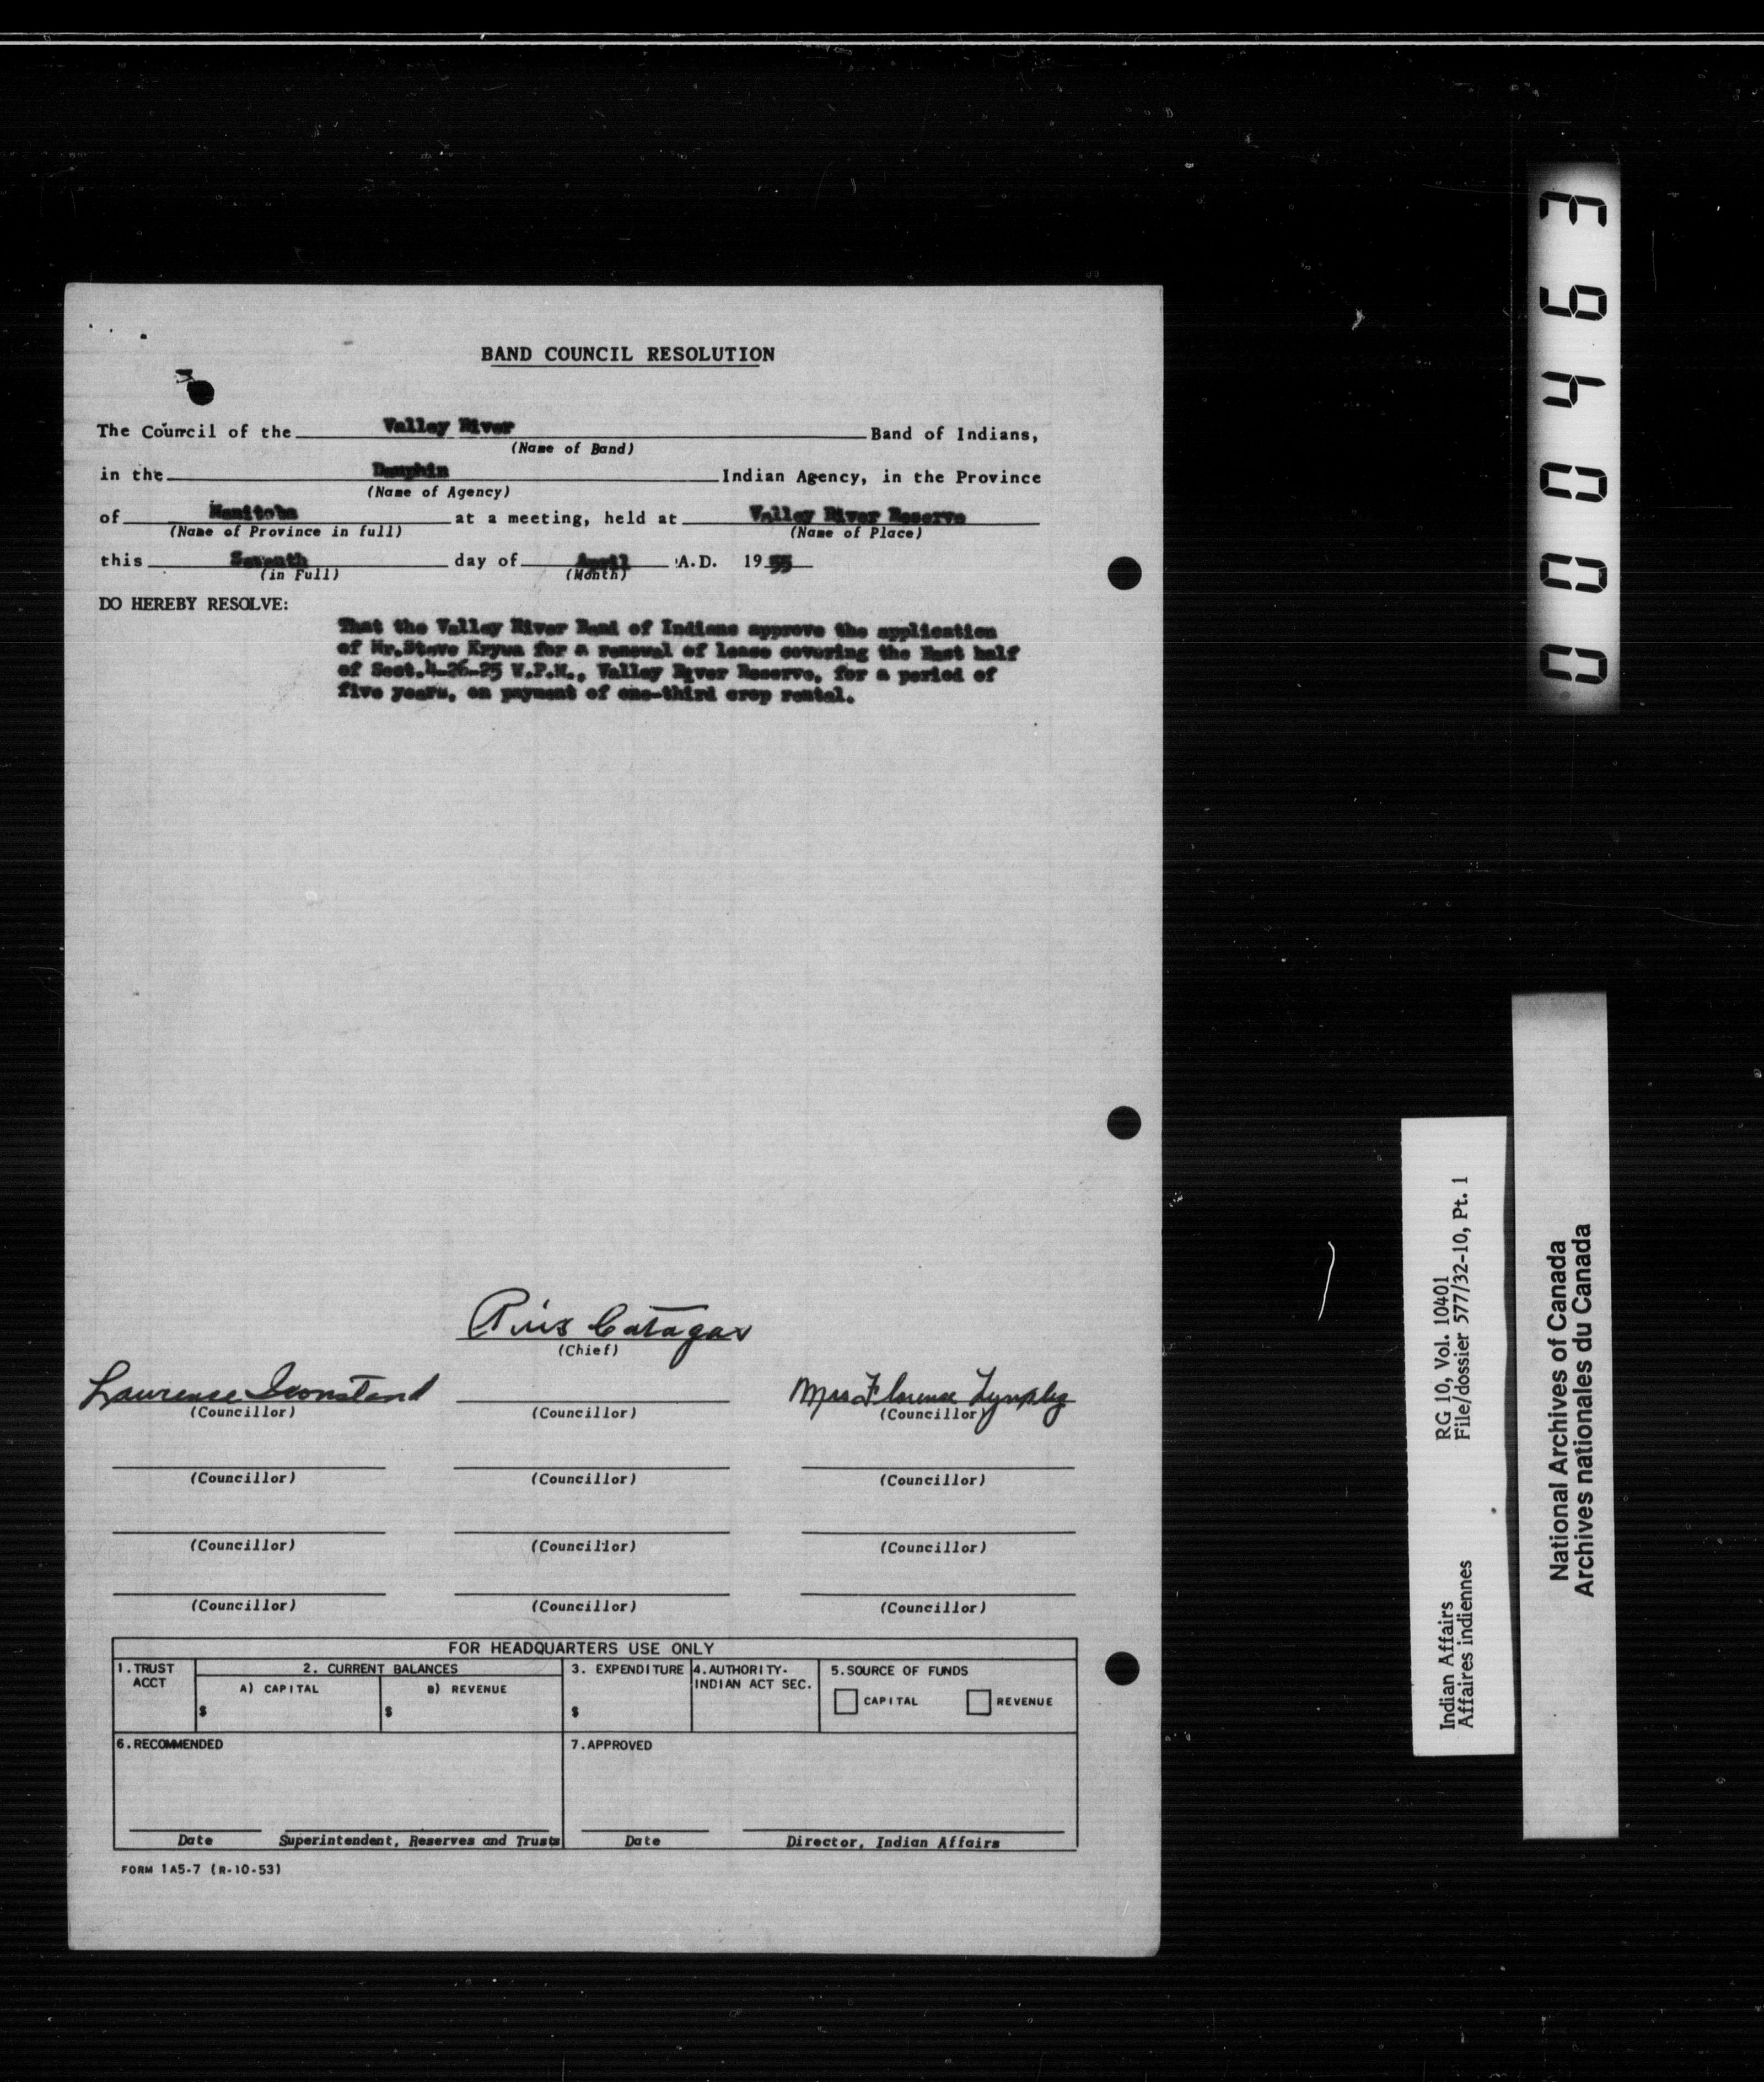 BAND COUNCIL RESOLUTION
The Council of the Valley River Band of Indians,
(Name of Band)
in the Dauphin Indian Agency, in the Province
(Name of Agency)
of Manitoba at a meeting, held at Valley River Reserve
(Name of Province in full) (Name of Place)
this Seventh day of April A.D. 1955
(in Full) (Month)
DO HEREBY RESOLVE:
That the Valley River Band of Indians approve the application
of Mr.Steve Krywa for a renewal of lease covering the East half
of Sect.4-26-25 W.P.M., Valley River Reserve, for a period of
five years, on payment of one-third crop rental.
Pius Catagas
(Chief)
Laurence Mrs Florence
(Councillor) (Councillor) (Councillor)
(Councillor) (Councillor) (Councillor)
(Councillor) (Councillor) (Councillor)
(Councillor) (Councillor) (Councillor)
FOR HEADQUARTERS USE ONLY
1. TRUST ACCT
2. CURRENT BALANCES
A) CAPITAL
$
B) REVENUE
$
3. EXPENDITURE
$
4. AUTHORITY-
INDIAN ACT SEC.
5. SOURCE OF FUNDS
CAPITAL REVENUE
6. RECOMMENDED
Date Superintendent, Reserves and Trusts
7. APPROVED
Date Director, Indian Affairs
FORM 1A5-7 (R-10-53)
000463
Indian Affairs RG 10, Vol. 10401
Affaires indiennes File/dossier 577/32-10, Pt. 1
National Archives of Canada
Archives nationales du Canada